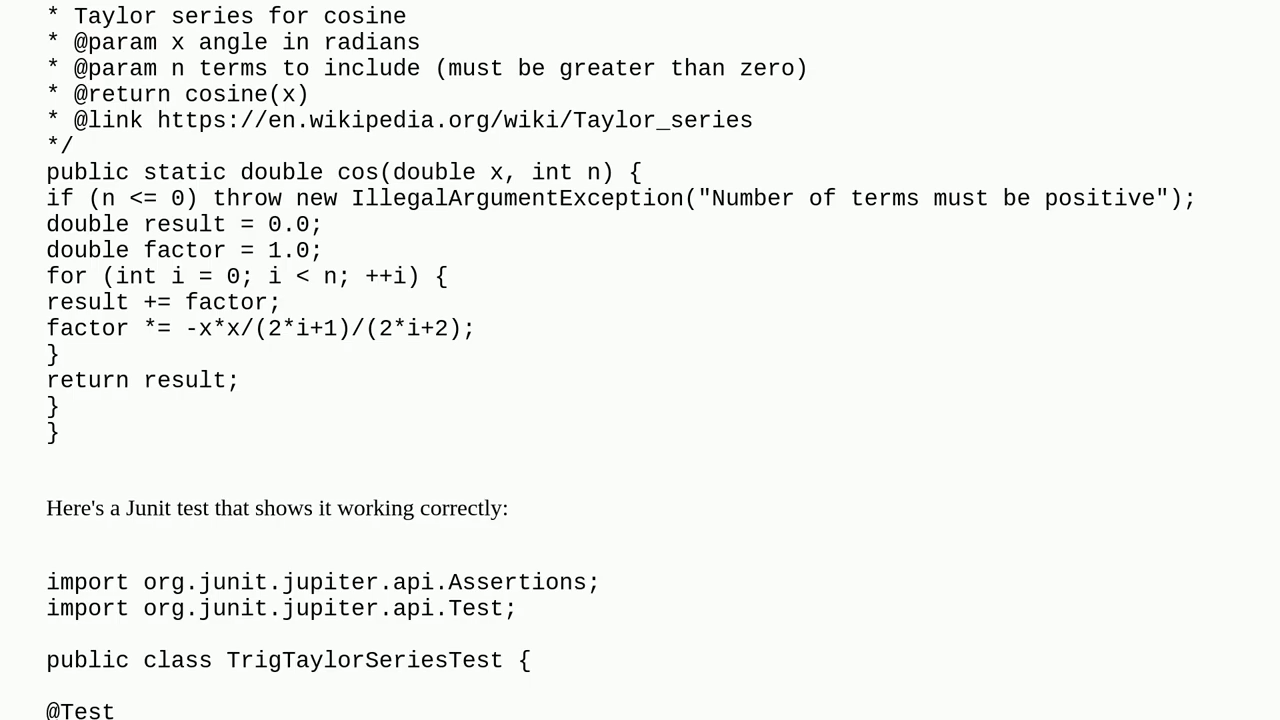 * Taylor series for cosine
* @param x angle in radians
* @param n terms to include (must be greater than zero)
* @return cosine(x)
* @link https://en.wikipedia.org/wiki/Taylor_series
*/
public static double cos(double x, int n) {
if (n <= 0) throw new IllegalArgumentException("Number of terms must be positive");
double result = 0.0;
double factor = 1.0;
for (int i = 0; i < n; ++i) {
result += factor;
factor *= -x*x/(2*i+1)/(2*i+2);
}
return result;
}
}
Here's a Junit test that shows it working correctly:
import org.junit.jupiter.api.Assertions;
import org.junit.jupiter.api.Test;
public class TrigTaylorSeriesTest {
@Test